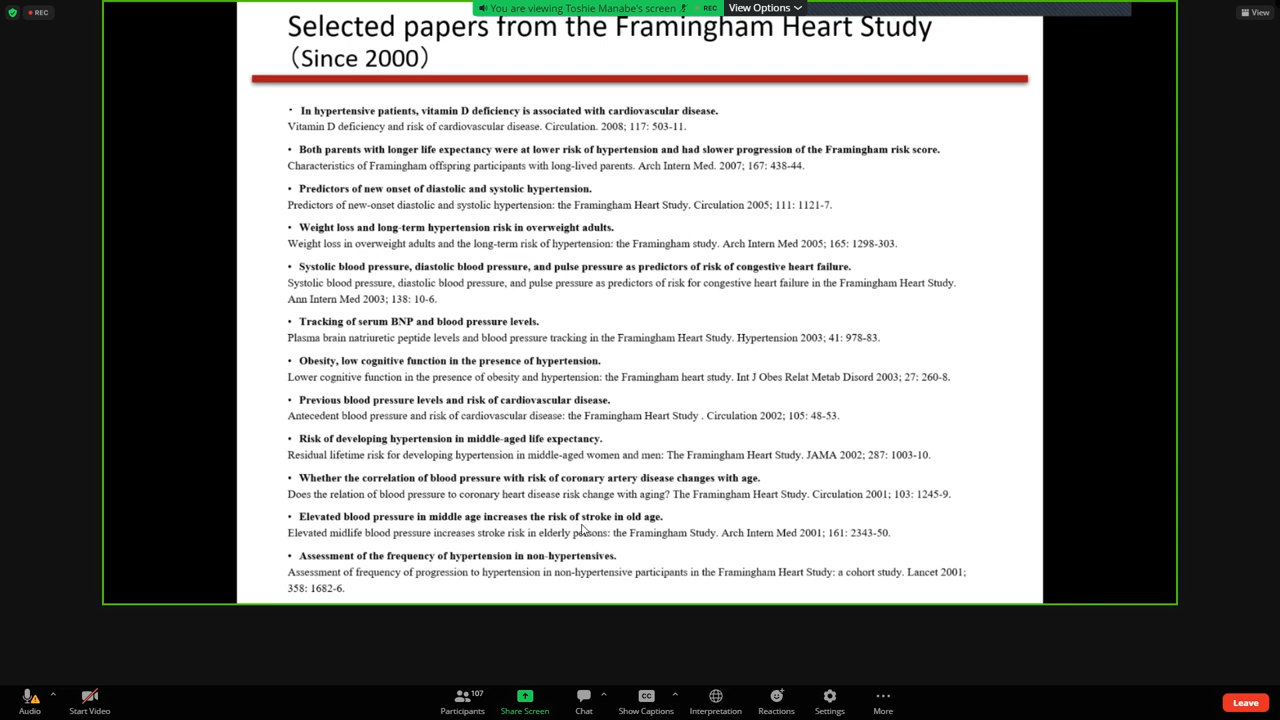 REC
You are viewing Toshie Manabe's screen
REC
View Options
View
Selected papers from the Framingham Heart Study
（Since 2000）
• In hypertensive patients, vitamin D deficiency is associated with cardiovascular disease.
Vitamin D deficiency and risk of cardiovascular disease. Circulation. 2008; 117: 503-11.
• Both parents with longer life expectancy were at lower risk of hypertension and had slower progression of the Framingham risk score.
Characteristics of Framingham offspring participants with long-lived parents. Arch Intern Med. 2007; 167: 438-44.
• Predictors of new onset of diastolic and systolic hypertension.
Predictors of new-onset diastolic and systolic hypertension: the Framingham Heart Study. Circulation 2005; 111: 1121-7.
• Weight loss and long-term hypertension risk in overweight adults.
Weight loss in overweight adults and the long-term risk of hypertension: the Framingham study. Arch Intern Med 2005; 165: 1298-303.
• Systolic blood pressure, diastolic blood pressure, and pulse pressure as predictors of risk of congestive heart failure.
Systolic blood pressure, diastolic blood pressure, and pulse pressure as predictors of risk for congestive heart failure in the Framingham Heart Study.
Ann Intern Med 2003; 138: 10-6.
• Tracking of serum BNP and blood pressure levels.
Plasma brain natriuretic peptide levels and blood pressure tracking in the Framingham Heart Study. Hypertension 2003; 41: 978-83.
• Obesity, low cognitive function in the presence of hypertension.
Lower cognitive function in the presence of obesity and hypertension: the Framingham heart study. Int J Obes Relat Metab Disord 2003; 27: 260-8.
• Previous blood pressure levels and risk of cardiovascular disease.
Antecedent blood pressure and risk of cardiovascular disease: the Framingham Heart Study . Circulation 2002; 105: 48-53.
• Risk of developing hypertension in middle-aged life expectancy.
Residual lifetime risk for developing hypertension in middle-aged women and men: The Framingham Heart Study. JAMA 2002; 287: 1003-10.
• Whether the correlation of blood pressure with risk of coronary artery disease changes with age.
Does the relation of blood pressure to coronary heart disease risk change with aging? The Framingham Heart Study. Circulation 2001; 103: 1245-9.
• Elevated blood pressure in middle age increases the risk of stroke in old age.
Elevated midlife blood pressure increases stroke risk in elderly persons: the Framingham Study. Arch Intern Med 2001; 161: 2343-50.
• Assessment of the frequency of hypertension in non-hypertensives.
Assessment of frequency of progression to hypertension in non-hypertensive participants in the Framingham Heart Study: a cohort study. Lancet 2001;
358: 1682-6.
Audio
Start Video
Participants
107
Share Screen
Chat
CC
Show Captions
Interpretation
Reactions
Settings
More
Leave